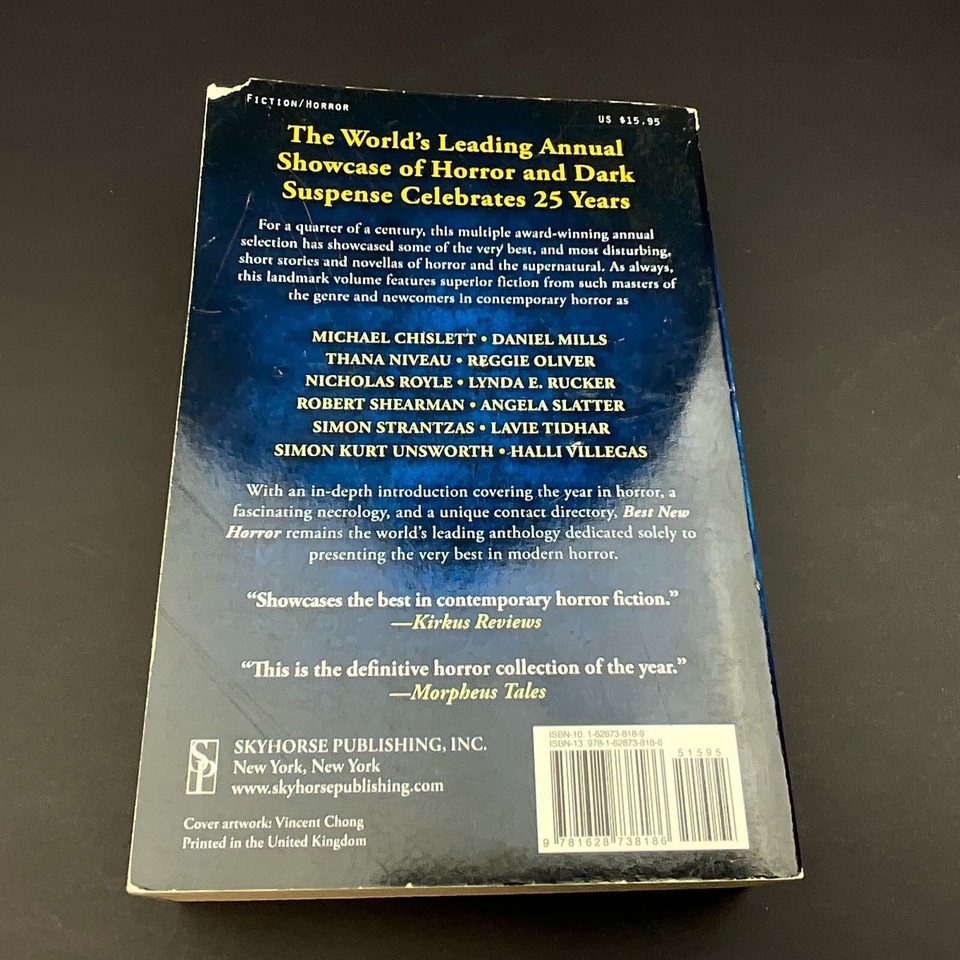 FICTION/HORROR
US $15.95
The World's Leading Annual
Showcase of Horror and Dark
Suspense Celebrates 25 Years
For a quarter of a century, this multiple award-winning annual
selection has showcased some of the very best, and most disturbing,
short stories and novellas of horror and the supernatural. As always,
this landmark volume features superior fiction from such masters of
the genre and newcomers in contemporary horror as
MICHAEL CHISLETT • DANIEL MILLS
THANA NIVEAU • REGGIE OLIVER
NICHOLAS ROYLE • LYNDA E. RUCKER
ROBERT SHEARMAN • ANGELA SLATTER
SIMON STRANTZAS • LAVIE TIDHAR
SIMON KURT UNSWORTH • HALLI VILLEGAS
With an in-depth introduction covering the year in horror, a
fascinating necrology, and a unique contact directory, Best New
Horror remains the world's leading anthology dedicated solely to
presenting the very best in modern horror.
“Showcases the best in contemporary horror fiction.”
—Kirkus Reviews
“This is the definitive horror collection of the year.”
—Morpheus Tales
SP
SKYHORSE PUBLISHING, INC.
New York, New York
www.skyhorsepublishing.com
Cover artwork: Vincent Chong
Printed in the United Kingdom
ISBN-10: 1-62873-818-9
ISBN-13: 978-1-62873-818-6
51595
9 781628 738186